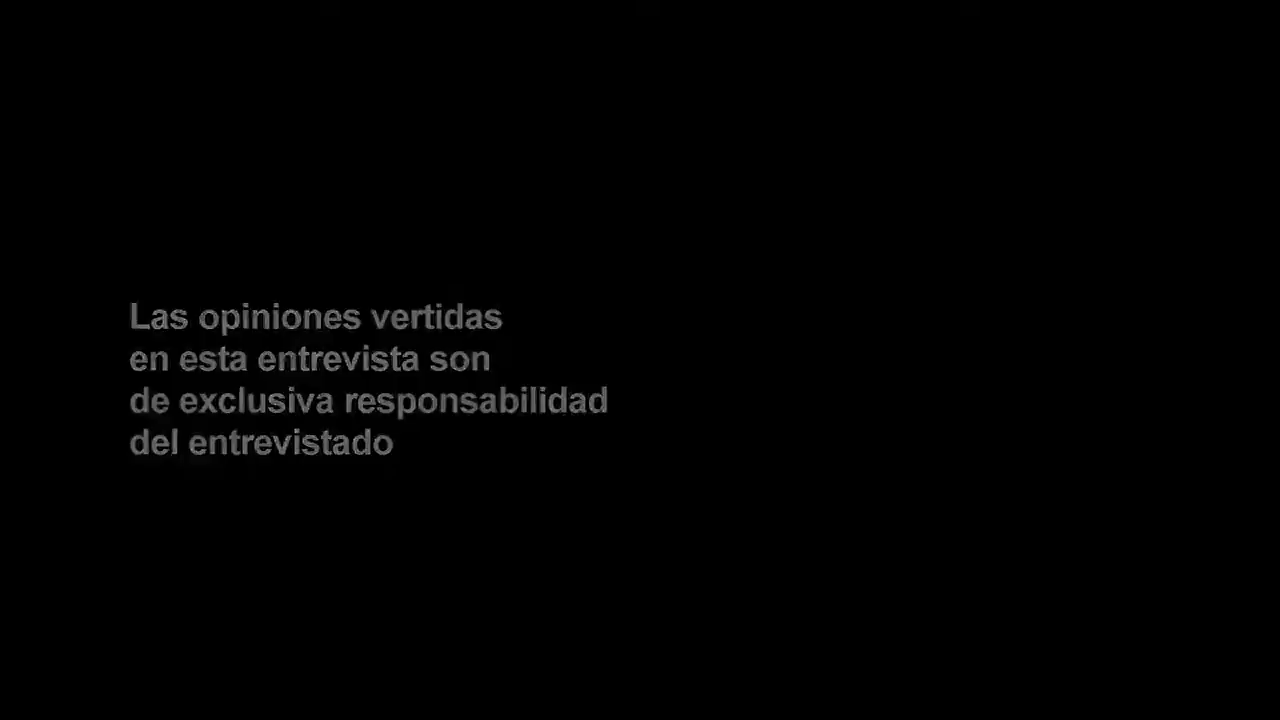 Las opiniones vertidas
en esta entrevista son
de exclusiva responsabilidad
del entrevistado